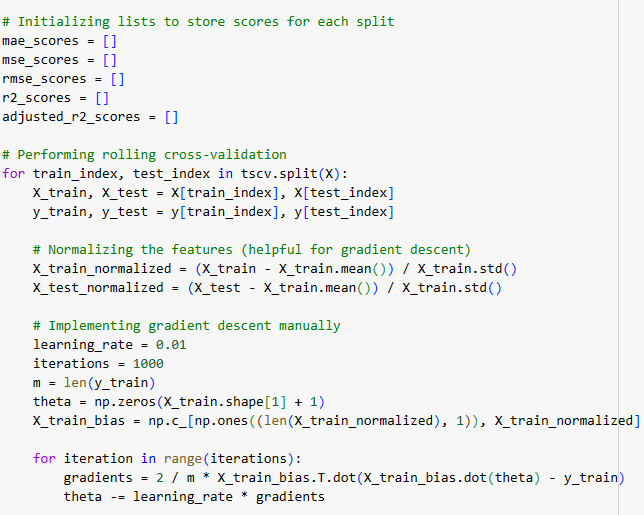 # Initializing lists to store scores for each split
mae_scores = []
mse_scores = []
rmse_scores = []
r2_scores = []
adjusted_r2_scores = []

# Performing rolling cross-validation
for train_index, test_index in tscv.split(X):
    X_train, X_test = X[train_index], X[test_index]
    y_train, y_test = y[train_index], y[test_index]

    # Normalizing the features (helpful for gradient descent)
    X_train_normalized = (X_train - X_train.mean()) / X_train.std()
    X_test_normalized = (X_test - X_train.mean()) / X_train.std()

    # Implementing gradient descent manually
    learning_rate = 0.01
    iterations = 1000
    m = len(y_train)
    theta = np.zeros(X_train.shape[1] + 1)
    X_train_bias = np.c_[np.ones((len(X_train_normalized), 1)), X_train_normalized]

    for iteration in range(iterations):
        gradients = 2 / m * X_train_bias.T.dot(X_train_bias.dot(theta) - y_train)
        theta -= learning_rate * gradients